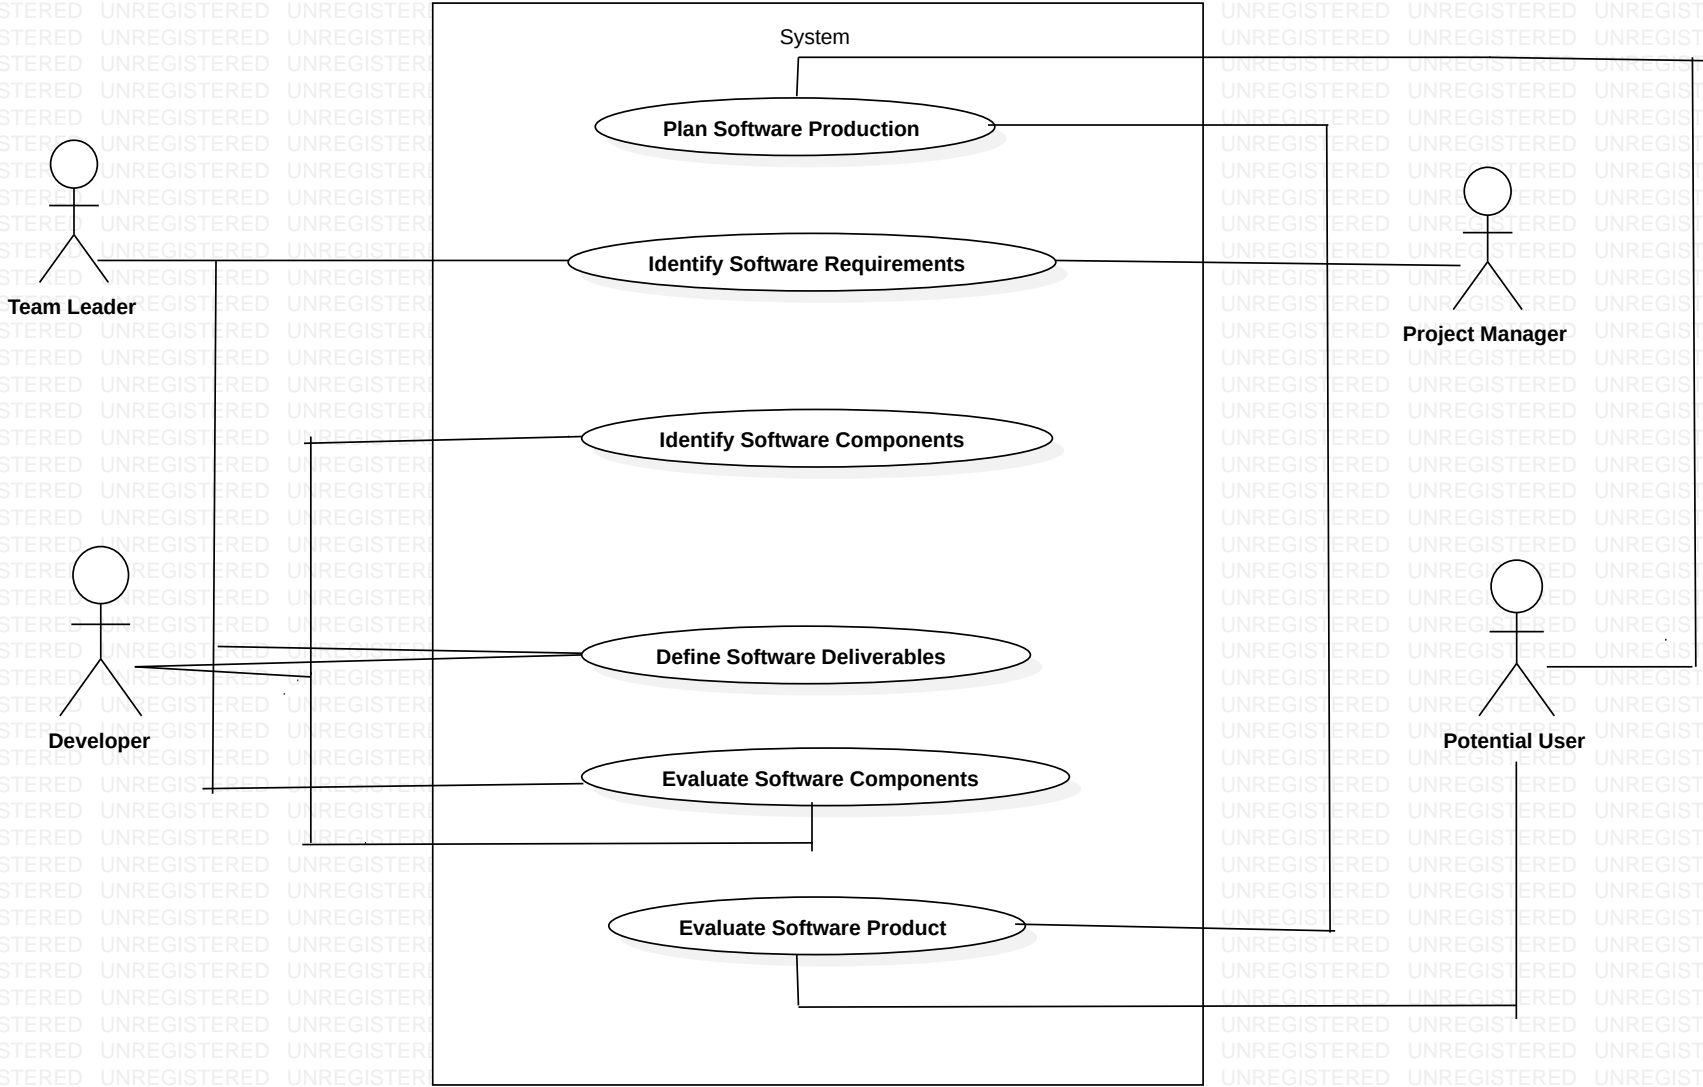 System
Plan Software Production
Identify Software Requirements
Team Leader
Project Manager
Identify Software Components
Define Software Deliverables
Developer
Potential User
Evaluate Software Components
Evaluate Software Product
UNREGISTERED